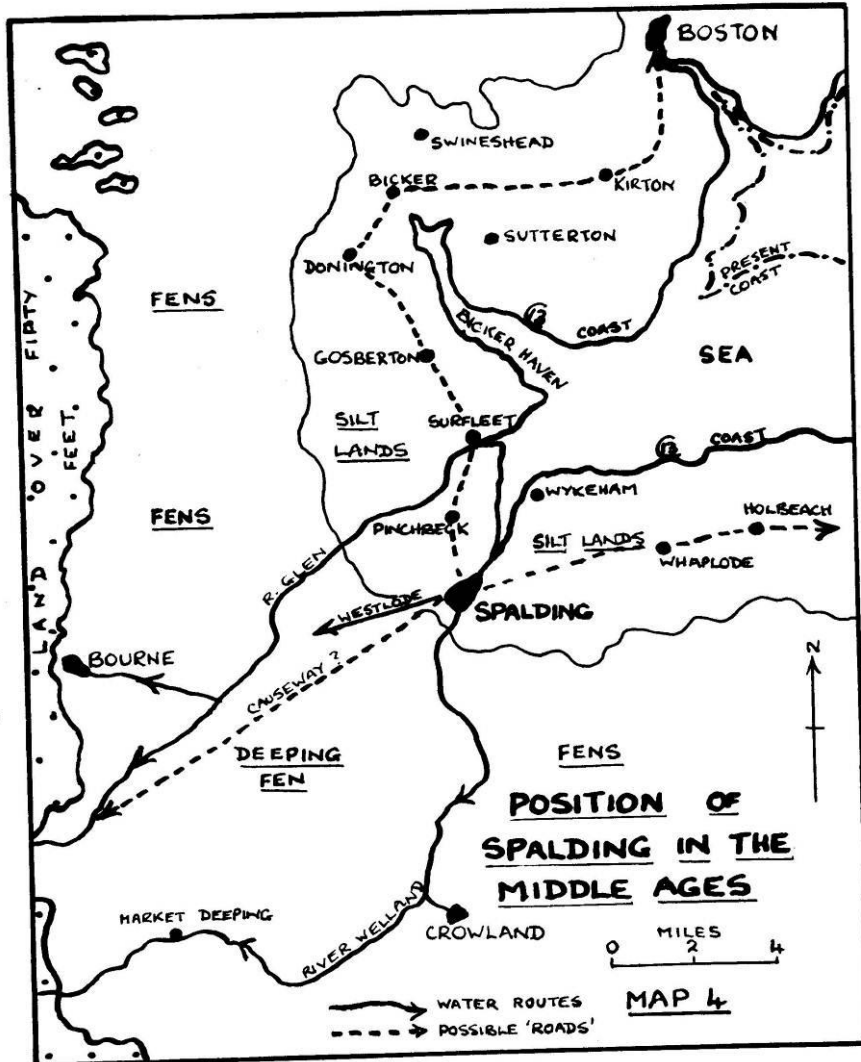 BOSTON
SWINESHEAD
BICKER
KIRTON
SUTTERTON
DONINGTON
PRESENT
COAST
FENS
BICKER HAVEN
COAST
SEA
GOSBERTON
LAND OVER FIFTY
FEET.
SILT
LANDS
SURFLEET
COAST
WYKEHAM
FENS
PINCHBECK
HOLBEACH
SILT LANDS
WHAPLODE
R. GLEN
WESTLODE
SPALDING
BOURNE
CAUSEWAY ?
N
DEEPING
FEN
FENS
POSITION OF
SPALDING IN THE
MIDDLE AGES
MARKET DEEPING
RIVER WELLAND
CROWLAND
MILES
0 2 4
WATER ROUTES
POSSIBLE 'ROADS'
MAP 4